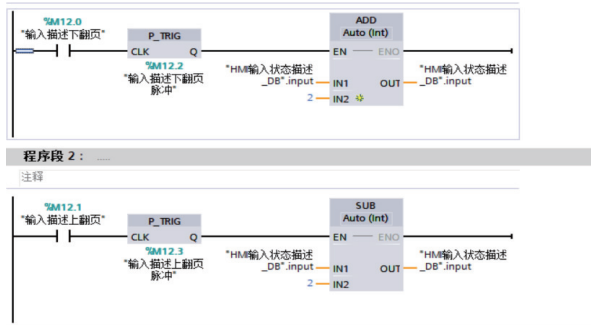 %M12.0
"输入描述下翻页"
P_TRIG
CLK Q
%M12.2
"输入描述下翻页
脉冲"
ADD
Auto (Int)
EN ENO
"HMI输入状态描述
_DB".input
IN1
2
IN2
OUT
"HMI输入状态描述
_DB".input
程序段 2：
注释
%M12.1
"输入描述上翻页"
P_TRIG
CLK Q
%M12.3
"输入描述上翻页
脉冲"
SUB
Auto (Int)
EN ENO
"HMI输入状态描述
_DB".input
IN1
2
IN2
OUT
"HMI输入状态描述
_DB".input